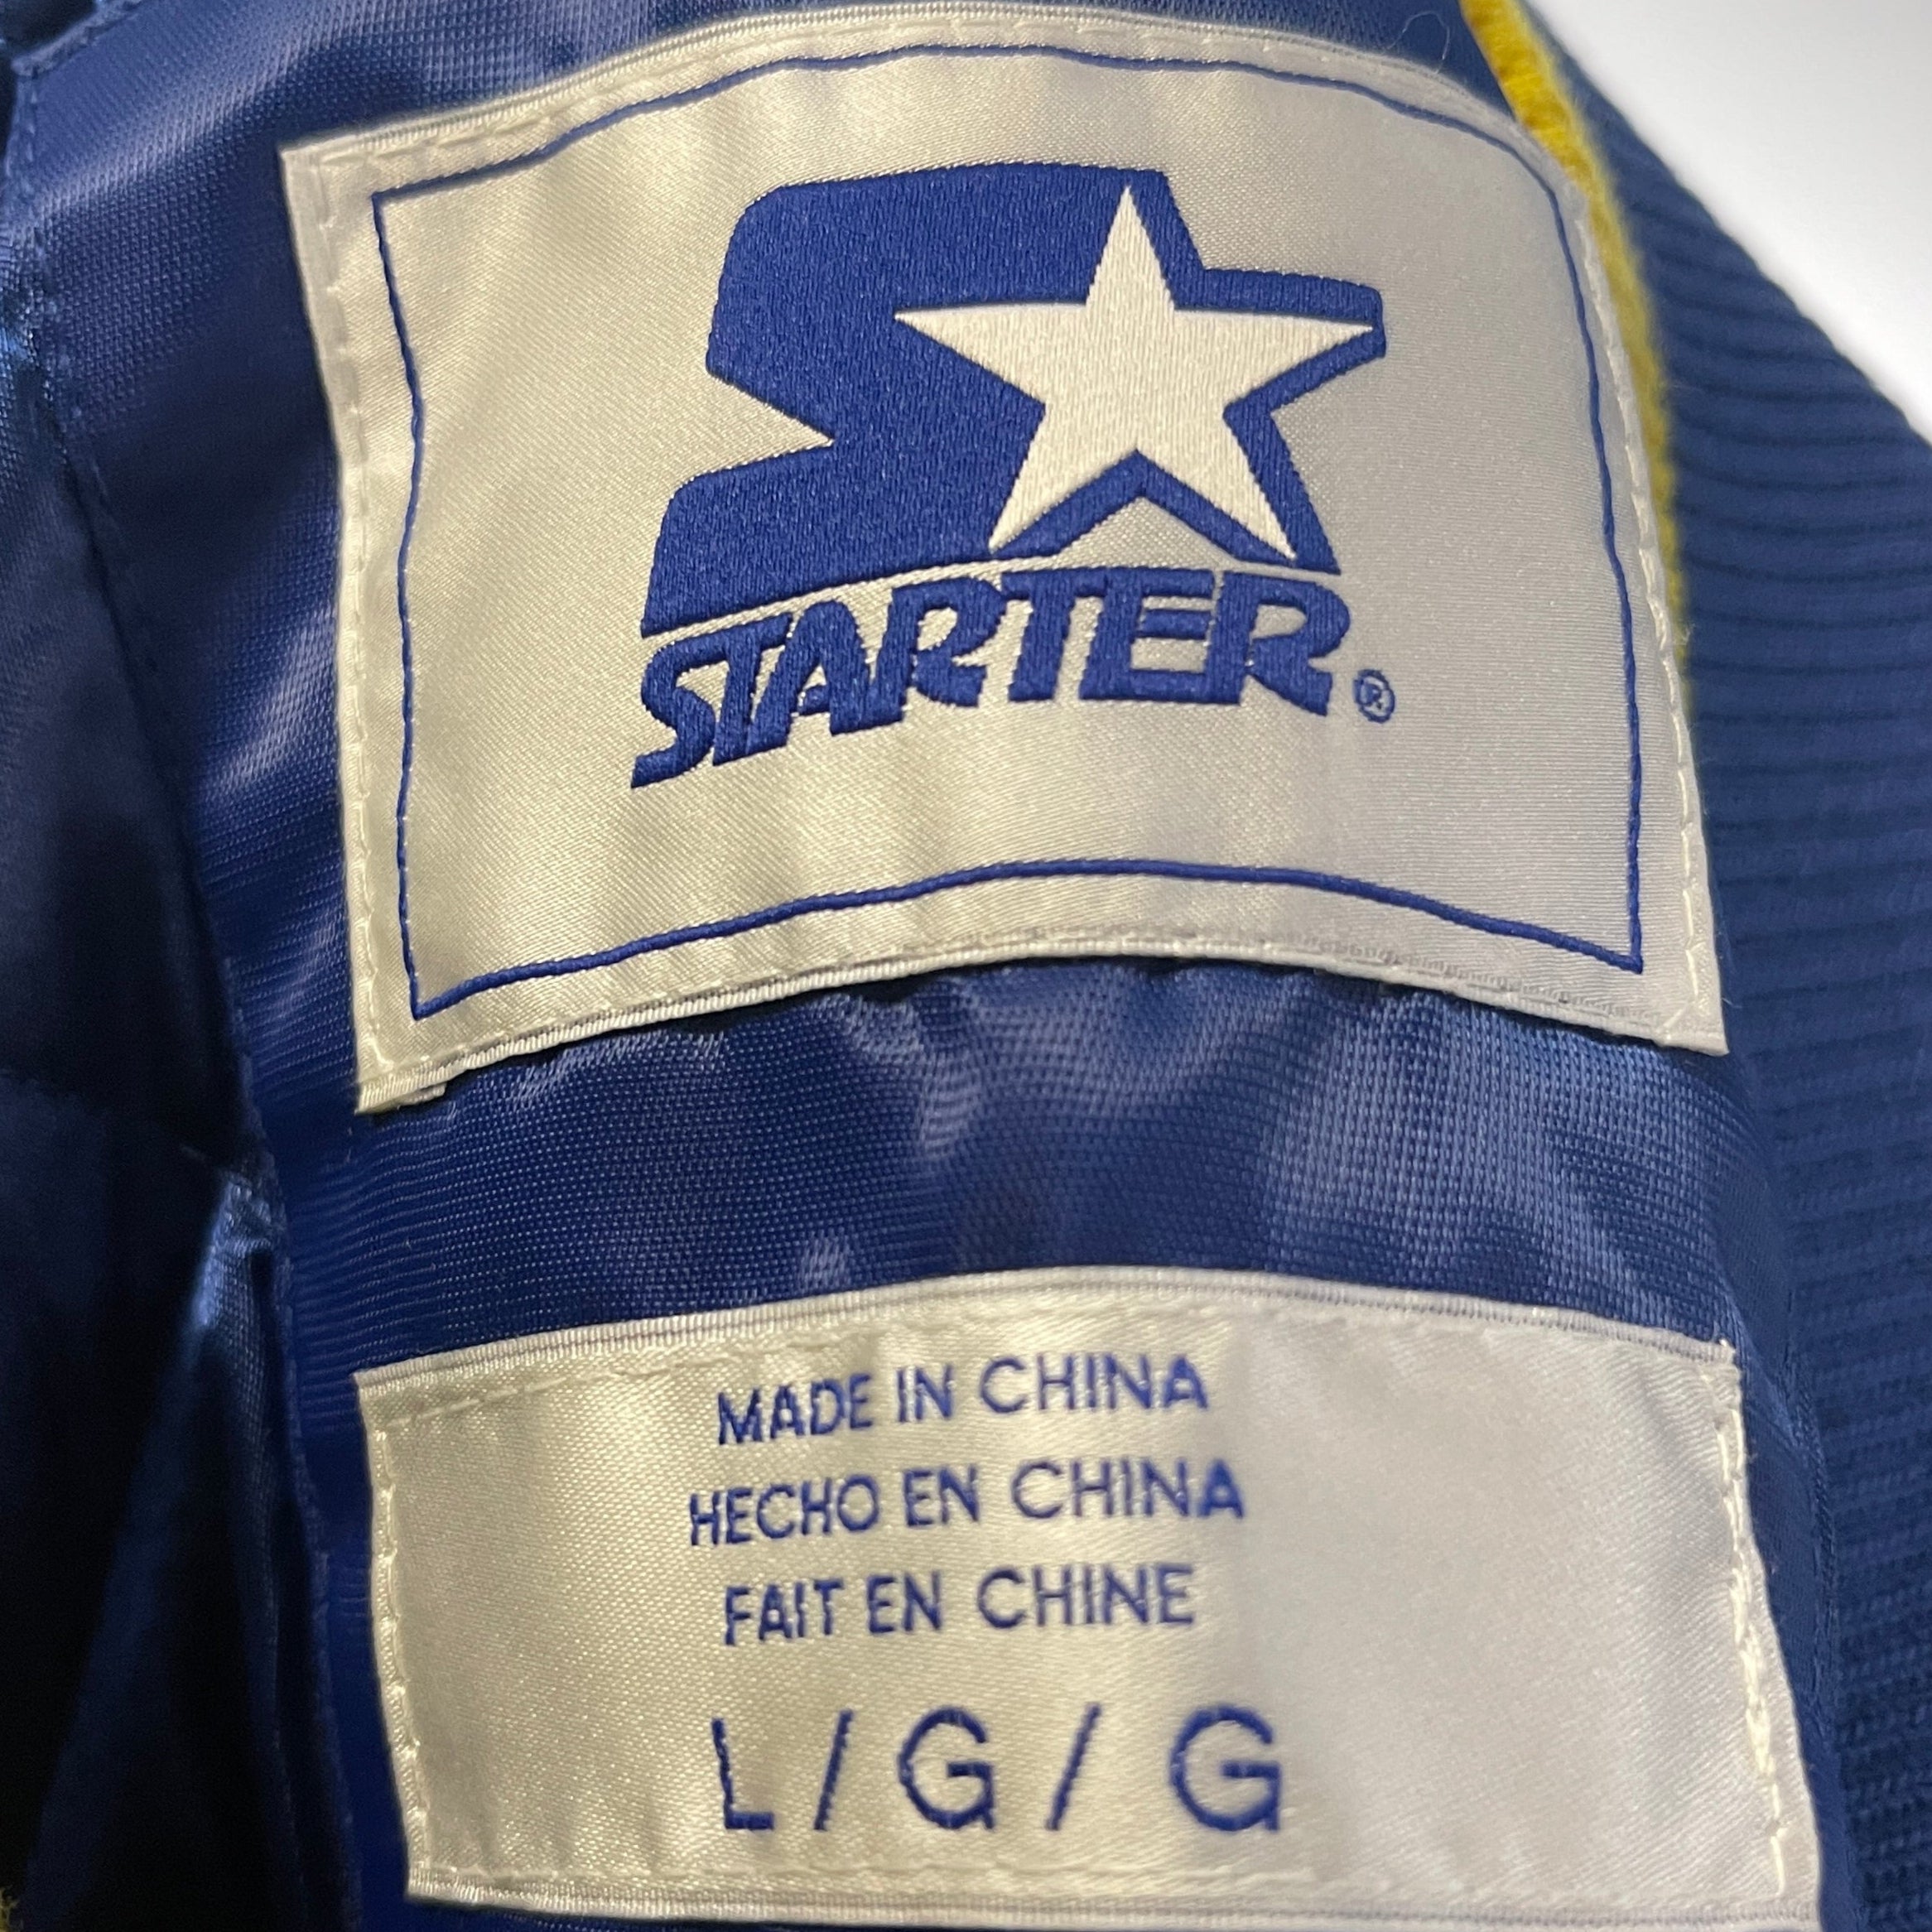 STARTER®
MADE IN CHINA
HECHO EN CHINA
FAIT EN CHINE
L / G / G